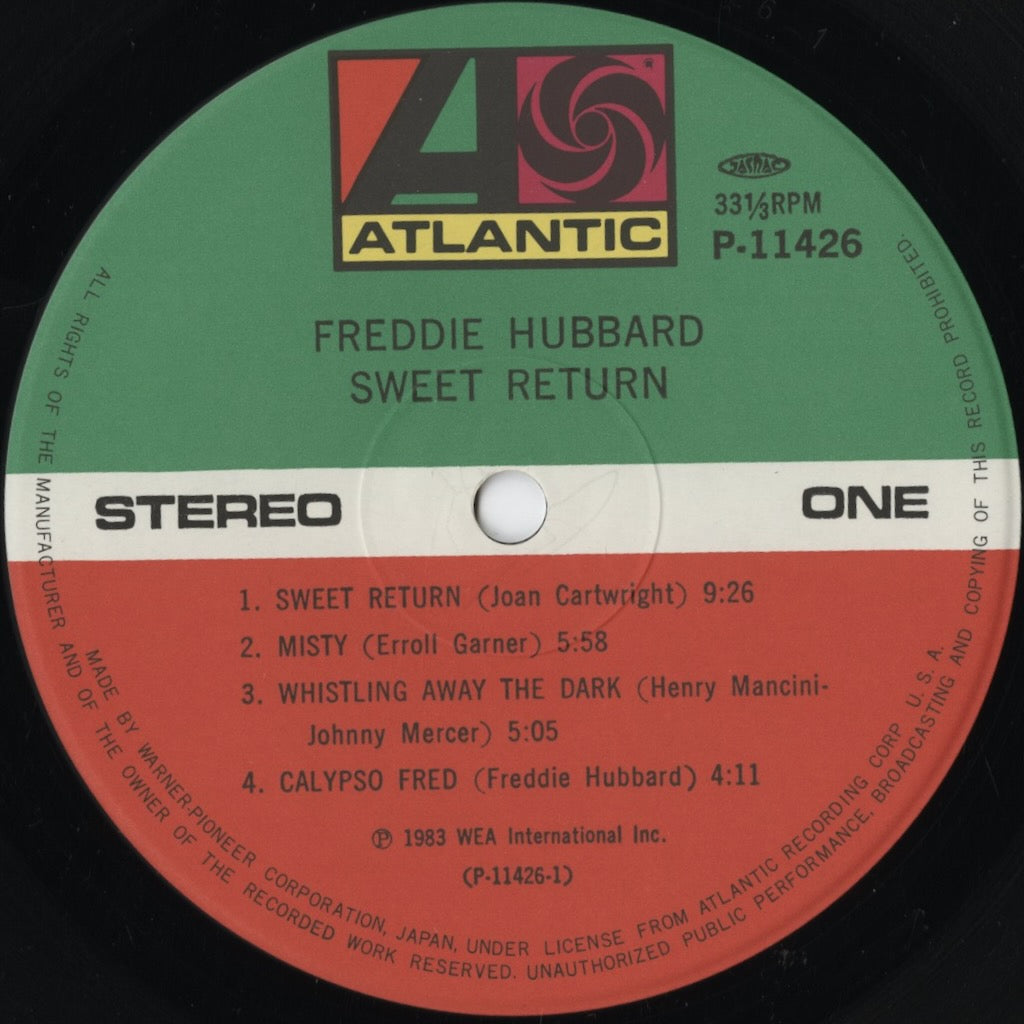 ATLANTIC
®
JASRAC
33⅓RPM
P-11426
FREDDIE HUBBARD
SWEET RETURN
STEREO
ONE
1. SWEET RETURN (Joan Cartwright) 9:26
2. MISTY (Erroll Garner) 5:58
3. WHISTLING AWAY THE DARK (Henry Mancini-
Johnny Mercer) 5:05
4. CALYPSO FRED (Freddie Hubbard) 4:11
℗ 1983 WEA International Inc.
(P-11426-1)
MADE BY WARNER-PIONEER CORPORATION, JAPAN, UNDER LICENSE FROM ATLANTIC RECORDING CORP. U. S. A.
ALL RIGHTS OF THE MANUFACTURER AND OF THE OWNER OF THE RECORDED WORK RESERVED. UNAUTHORIZED PUBLIC PERFORMANCE, BROADCASTING AND COPYING OF THIS RECORD PROHIBITED.